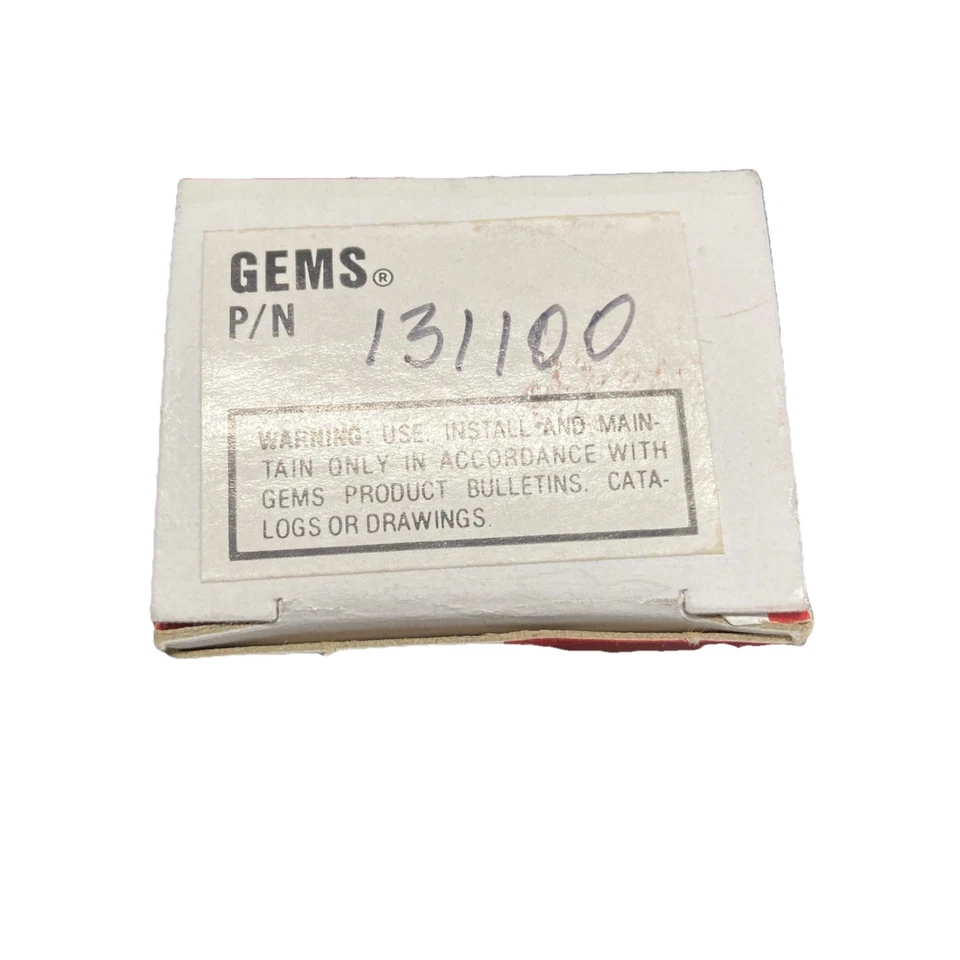 GEMS®
P/N 131100
WARNING: USE, INSTALL AND MAIN-
TAIN ONLY IN ACCORDANCE WITH
GEMS PRODUCT BULLETINS, CATA-
LOGS OR DRAWINGS.